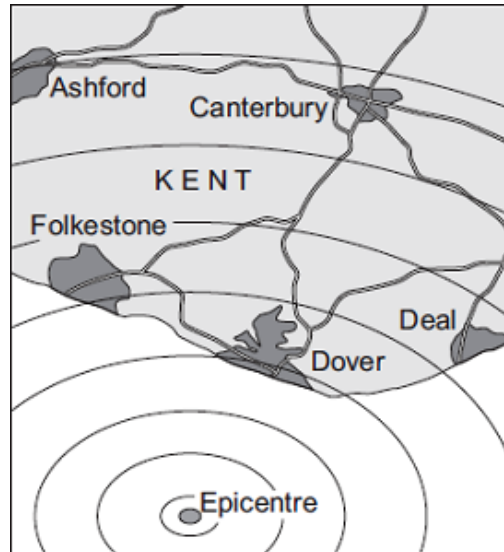 Ashford
Canterbury
KENT
Folkestone
Deal
Dover
Epicentre